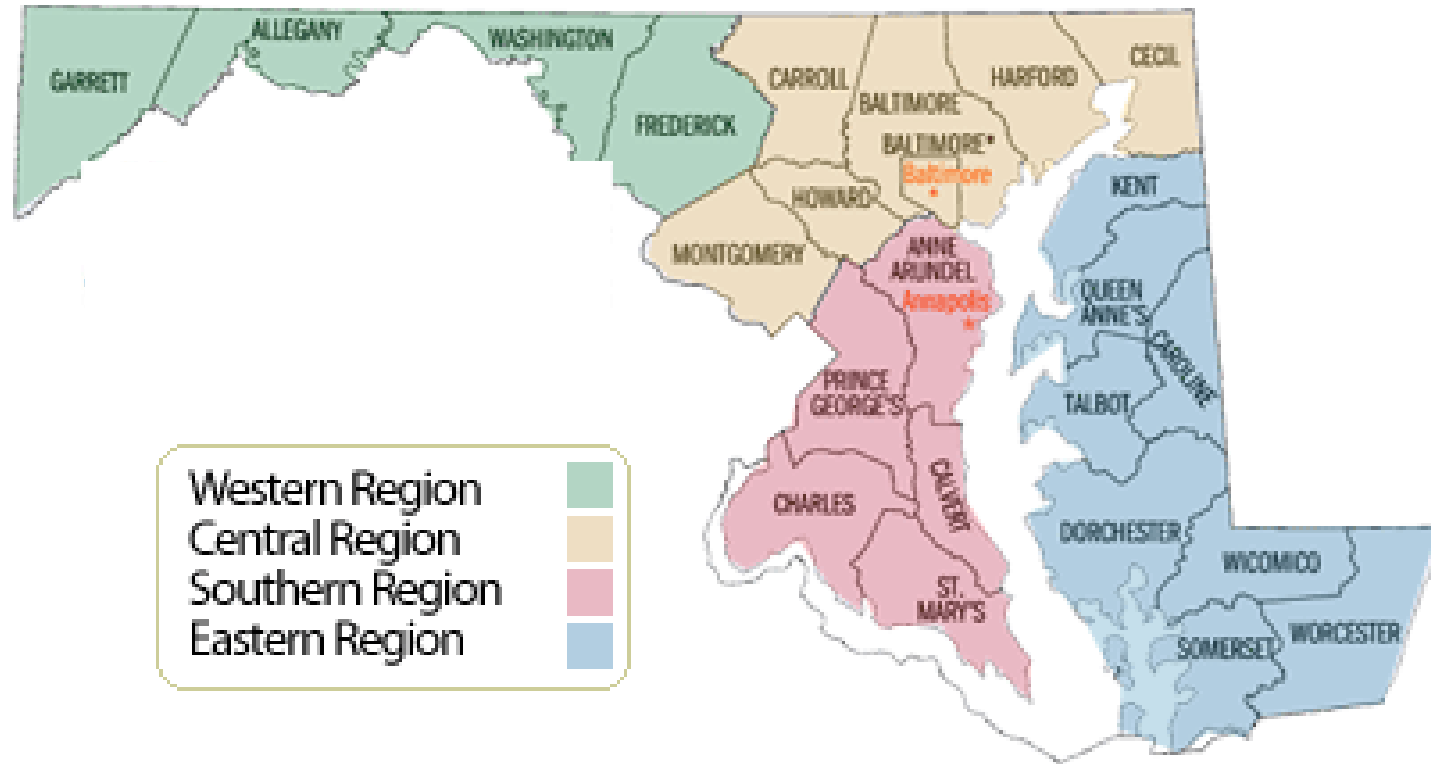 GARRETT
ALLEGANY
WASHINGTON
FREDERICK
CARROLL
BALTIMORE
HARFORD
CECIL
BALTIMORE*
Baltimore
*
HOWARD
MONTGOMERY
KENT
ANNE
ARUNDEL
Annapolis
*
QUEEN
ANNE'S
CAROLINE
TALBOT
PRINCE
GEORGE'S
CHARLES
CALVERT
ST.
MARY'S
DORCHESTER
WICOMICO
SOMERSET
WORCESTER
Western Region
Central Region
Southern Region
Eastern Region